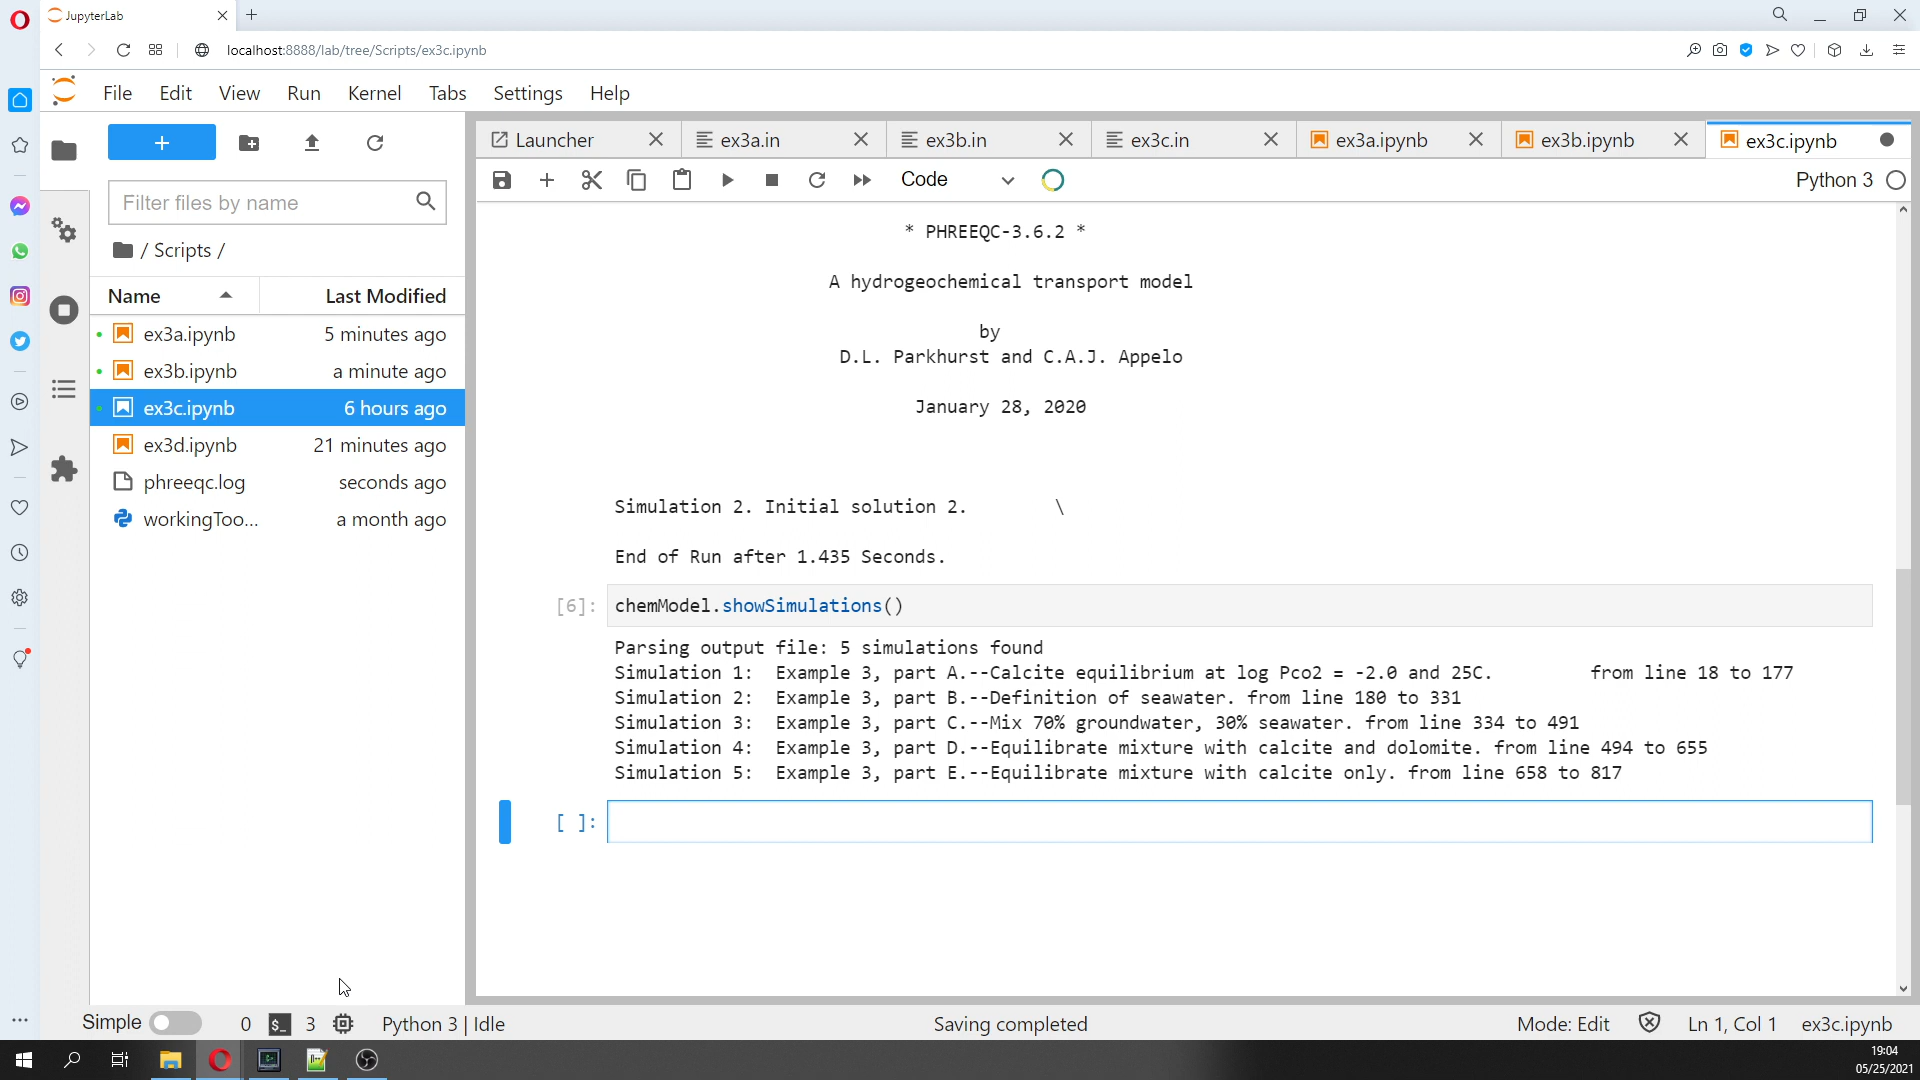 JupyterLab
localhost:8888/lab/tree/Scripts/ex3c.ipynb
File Edit View Run Kernel Tabs Settings Help
Launcher ex3a.in ex3b.in ex3c.in ex3a.ipynb ex3b.ipynb ex3c.ipynb
Code Python 3
Filter files by name
/ Scripts /
Name Last Modified
ex3a.ipynb 5 minutes ago
ex3b.ipynb a minute ago
ex3c.ipynb 6 hours ago
ex3d.ipynb 21 minutes ago
phreeqc.log seconds ago
workingToo... a month ago
* PHREEQC-3.6.2 *
A hydrogeochemical transport model
by
D.L. Parkhurst and C.A.J. Appelo
January 28, 2020
Simulation 2. Initial solution 2. \
End of Run after 1.435 Seconds.
[6]: chemModel.showSimulations()
Parsing output file: 5 simulations found
Simulation 1: Example 3, part A.--Calcite equilibrium at log Pco2 = -2.0 and 25C. from line 18 to 177
Simulation 2: Example 3, part B.--Definition of seawater. from line 180 to 331
Simulation 3: Example 3, part C.--Mix 70% groundwater, 30% seawater. from line 334 to 491
Simulation 4: Example 3, part D.--Equilibrate mixture with calcite and dolomite. from line 494 to 655
Simulation 5: Example 3, part E.--Equilibrate mixture with calcite only. from line 658 to 817
[ ]:
Simple 0 $_ 3 Python 3 | Idle Saving completed Mode: Edit Ln 1, Col 1 ex3c.ipynb
19:04
05/25/2021